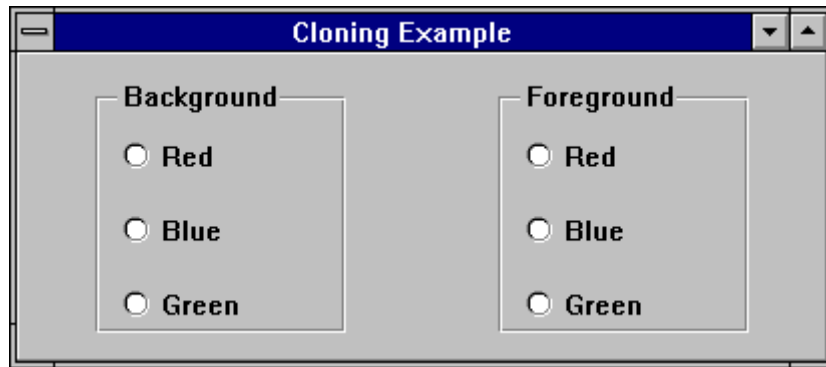 Cloning Example
Background
Red
Blue
Green
Foreground
Red
Blue
Green